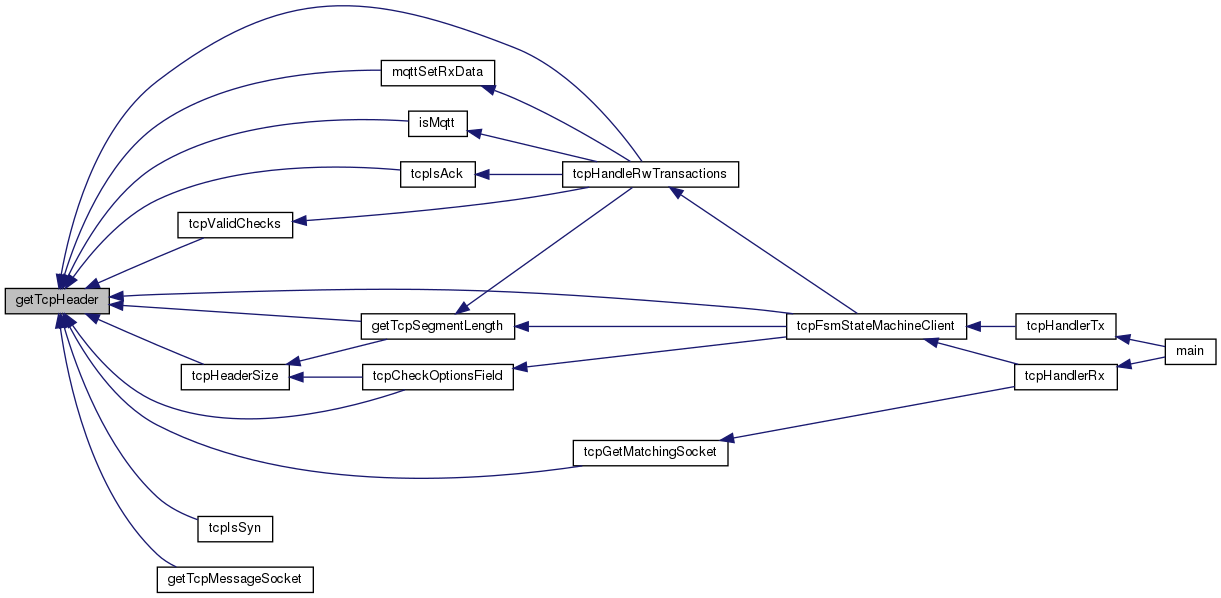 mqttSetRxData
isMqtt
tcpIsAck
tcpHandleRwTransactions
tcpValidChecks
getTcpHeader
getTcpSegmentLength
tcpFsmStateMachineClient
tcpHandlerTx
main
tcpHeaderSize
tcpCheckOptionsField
tcpHandlerRx
tcpGetMatchingSocket
tcpIsSyn
getTcpMessageSocket